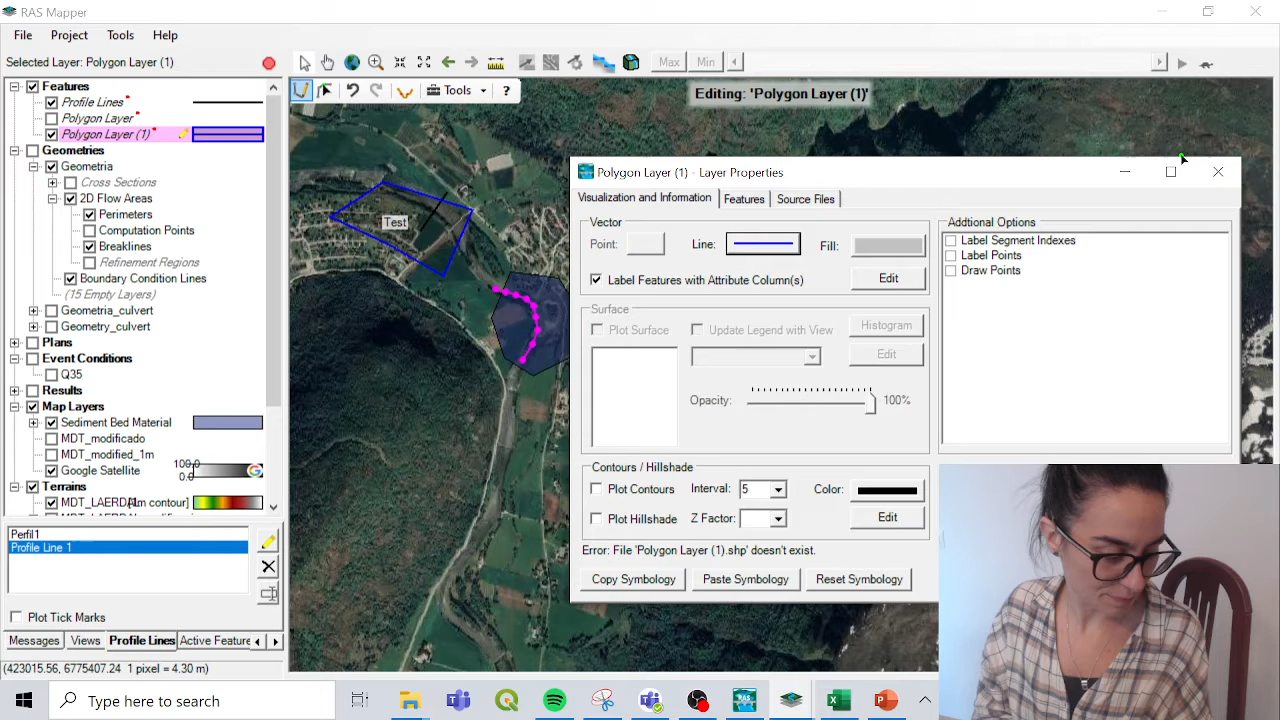 RAS Mapper
File Project Tools Help
Selected Layer: Polygon Layer (1)
Max Min
Features
Profile Lines
Polygon Layer
Polygon Layer (1)
Geometries
Geometria
Cross Sections
2D Flow Areas
Perimeters
Computation Points
Breaklines
Refinement Regions
Boundary Condition Lines
(15 Empty Layers)
Geometria_culvert
Geometry_culvert
Plans
Event Conditions
Q35
Results
Map Layers
Sediment Bed Material
MDT_modificado
MDT_modified_1m
Google Satellite
100.0
0.0
G
Terrains
Perfil1
Profile Line 1
Plot Tick Marks
Messages Views Profile Lines Active Feature
(423015.56, 6775407.24 1 pixel = 4.30 m)
Tools ?
Editing: 'Polygon Layer (1)'
Test
Polygon Layer (1) - Layer Properties
Visualization and Information Features Source Files
Vector
Point: Line: Fill:
Label Features with Attribute Column(s) Edit
Surface
Plot Surface Update Legend with View Histogram
Edit
Opacity: 100%
Contours / Hillshade
Plot Contours Interval: 5 Color:
Plot Hillshade Z Factor: Edit
Error: File 'Polygon Layer (1).shp' doesn't exist.
Copy Symbology Paste Symbology Reset Symbology
Addtional Options
Label Segment Indexes
Label Points
Draw Points
Type here to search